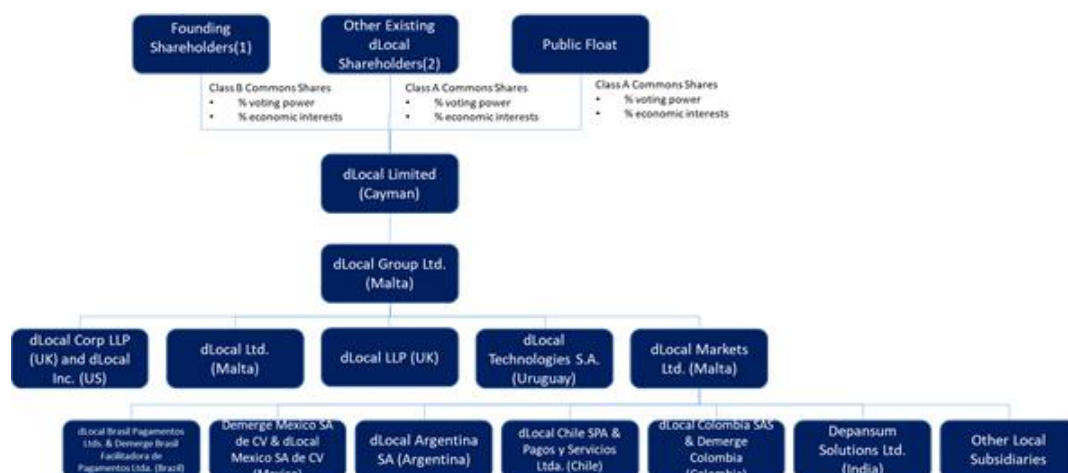 Founding
Shareholders(1)
Other Existing
dLocal
Shareholders(2)
Public Float
Class B Commons Shares
• % voting power
• % economic interests
Class A Commons Shares
• % voting power
• % economic interests
Class A Commons Shares
• % voting power
• % economic interests
dLocal Limited
(Cayman)
dLocal Group Ltd.
(Malta)
dLocal Corp LLP
(UK) and dLocal
Inc. (US)
dLocal Ltd.
(Malta)
dLocal LLP (UK)
dLocal
Technologies S.A.
(Uruguay)
dLocal Markets
Ltd. (Malta)
dLocal Brasil Pagamentos
Ltds. & Demerge Brasil
Facilitadora de
Pagamentos Ltda. (Brazil)
Demerge Mexico SA
de CV & dLocal
Mexico SA de CV
(Mexico)
dLocal Argentina
SA (Argentina)
dLocal Chile SPA &
Pagos y Servicios
Ltda. (Chile)
dLocal Colombia SAS
& Demerge
Colombia
(Colombia)
Depansum
Solutions Ltd.
(India)
Other Local
Subsidiaries